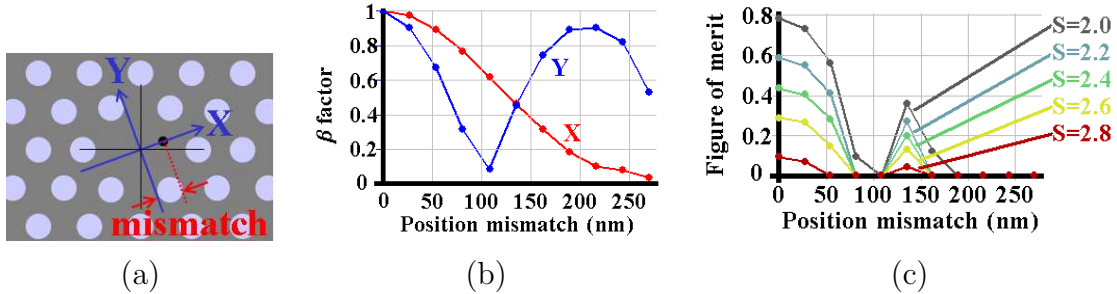 Y
X
mismatch
(a)
β factor
1
0.8
0.6
0.4
0.2
0
Y
X
0 50 100 150 200 250
Position mismatch (nm)
(b)
Figure of merit
0.8
0.6
0.4
0.2
0
S=2.0
S=2.2
S=2.4
S=2.6
S=2.8
0 50 100 150 200 250
Position mismatch (nm)
(c)